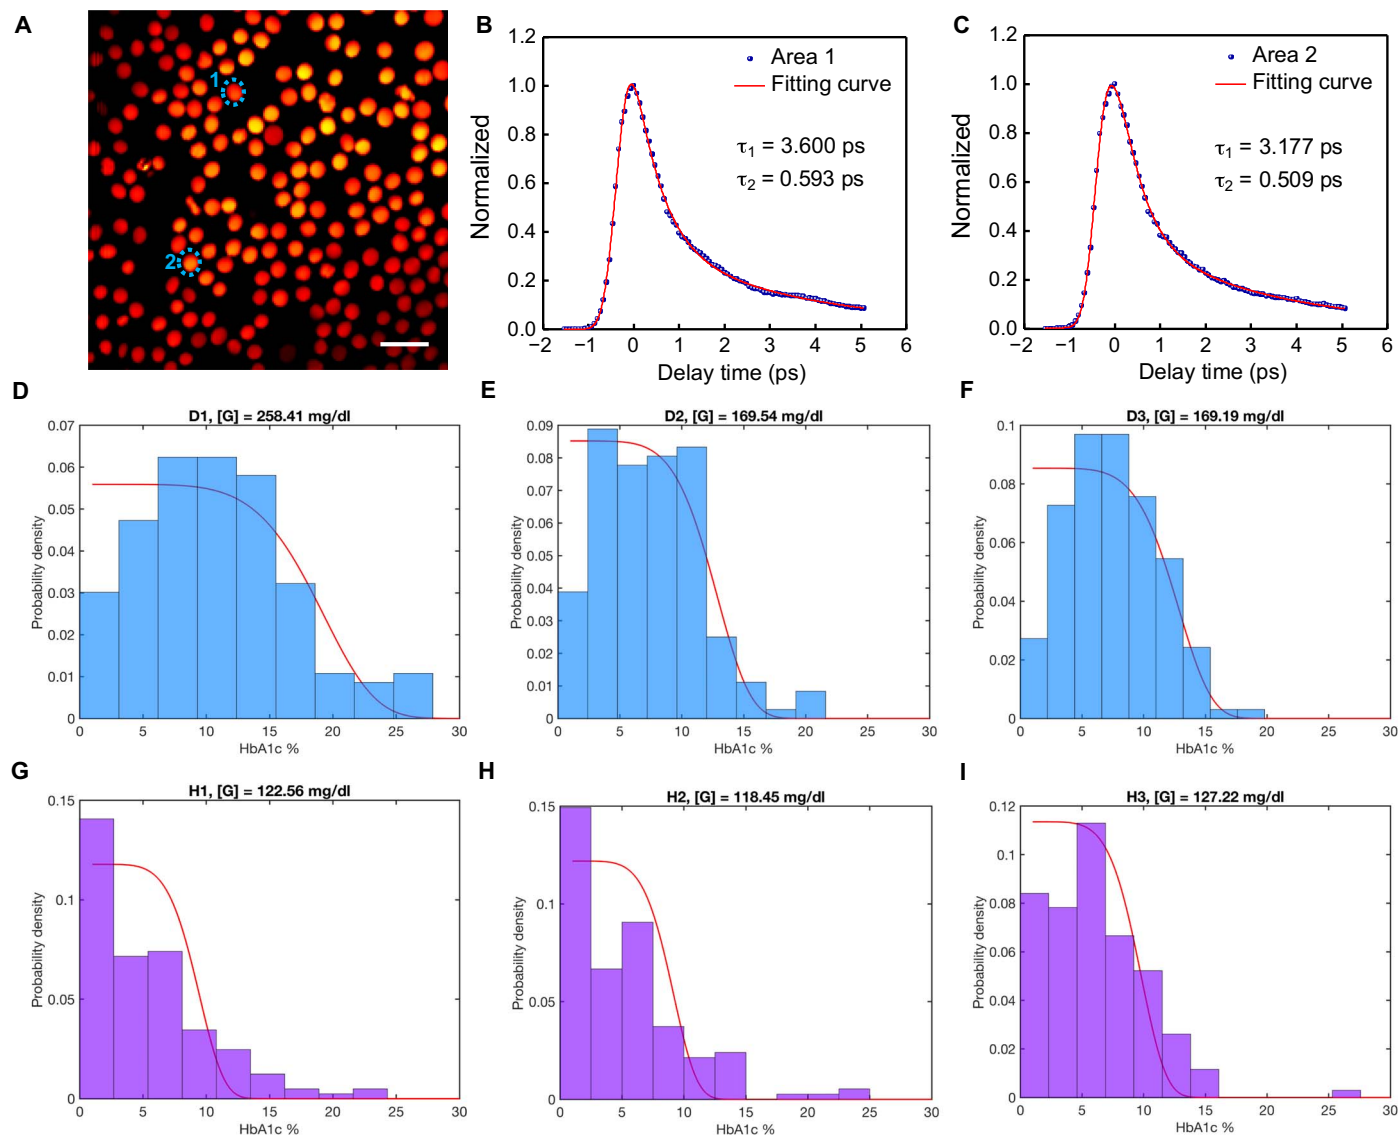 A
1
2
B
1.2
1.0
0.8
0.6
0.4
0.2
0.0
Normalized
Area 1
Fitting curve
τ1 = 3.600 ps
τ2 = 0.593 ps
−2 −1 0 1 2 3 4 5 6
Delay time (ps)
C
1.2
1.0
0.8
0.6
0.4
0.2
0.0
Normalized
Area 2
Fitting curve
τ1 = 3.177 ps
τ2 = 0.509 ps
−2 −1 0 1 2 3 4 5 6
Delay time (ps)
D
D1, [G] = 258.41 mg/dl
0.07
0.06
0.05
0.04
0.03
0.02
0.01
0
Probability density
0 5 10 15 20 25 30
HbA1c %
E
D2, [G] = 169.54 mg/dl
0.09
0.08
0.07
0.06
0.05
0.04
0.03
0.02
0.01
0
Probability density
0 5 10 15 20 25 30
HbA1c %
F
D3, [G] = 169.19 mg/dl
0.1
0.08
0.06
0.04
0.02
0
Probability density
0 5 10 15 20 25 30
HbA1c %
G
H1, [G] = 122.56 mg/dl
0.15
0.1
0.05
0
Probability density
0 5 10 15 20 25 30
HbA1c %
H
H2, [G] = 118.45 mg/dl
0.15
0.1
0.05
0
Probability density
0 5 10 15 20 25 30
HbA1c %
I
H3, [G] = 127.22 mg/dl
0.12
0.1
0.08
0.06
0.04
0.02
0
Probability density
0 5 10 15 20 25 30
HbA1c %